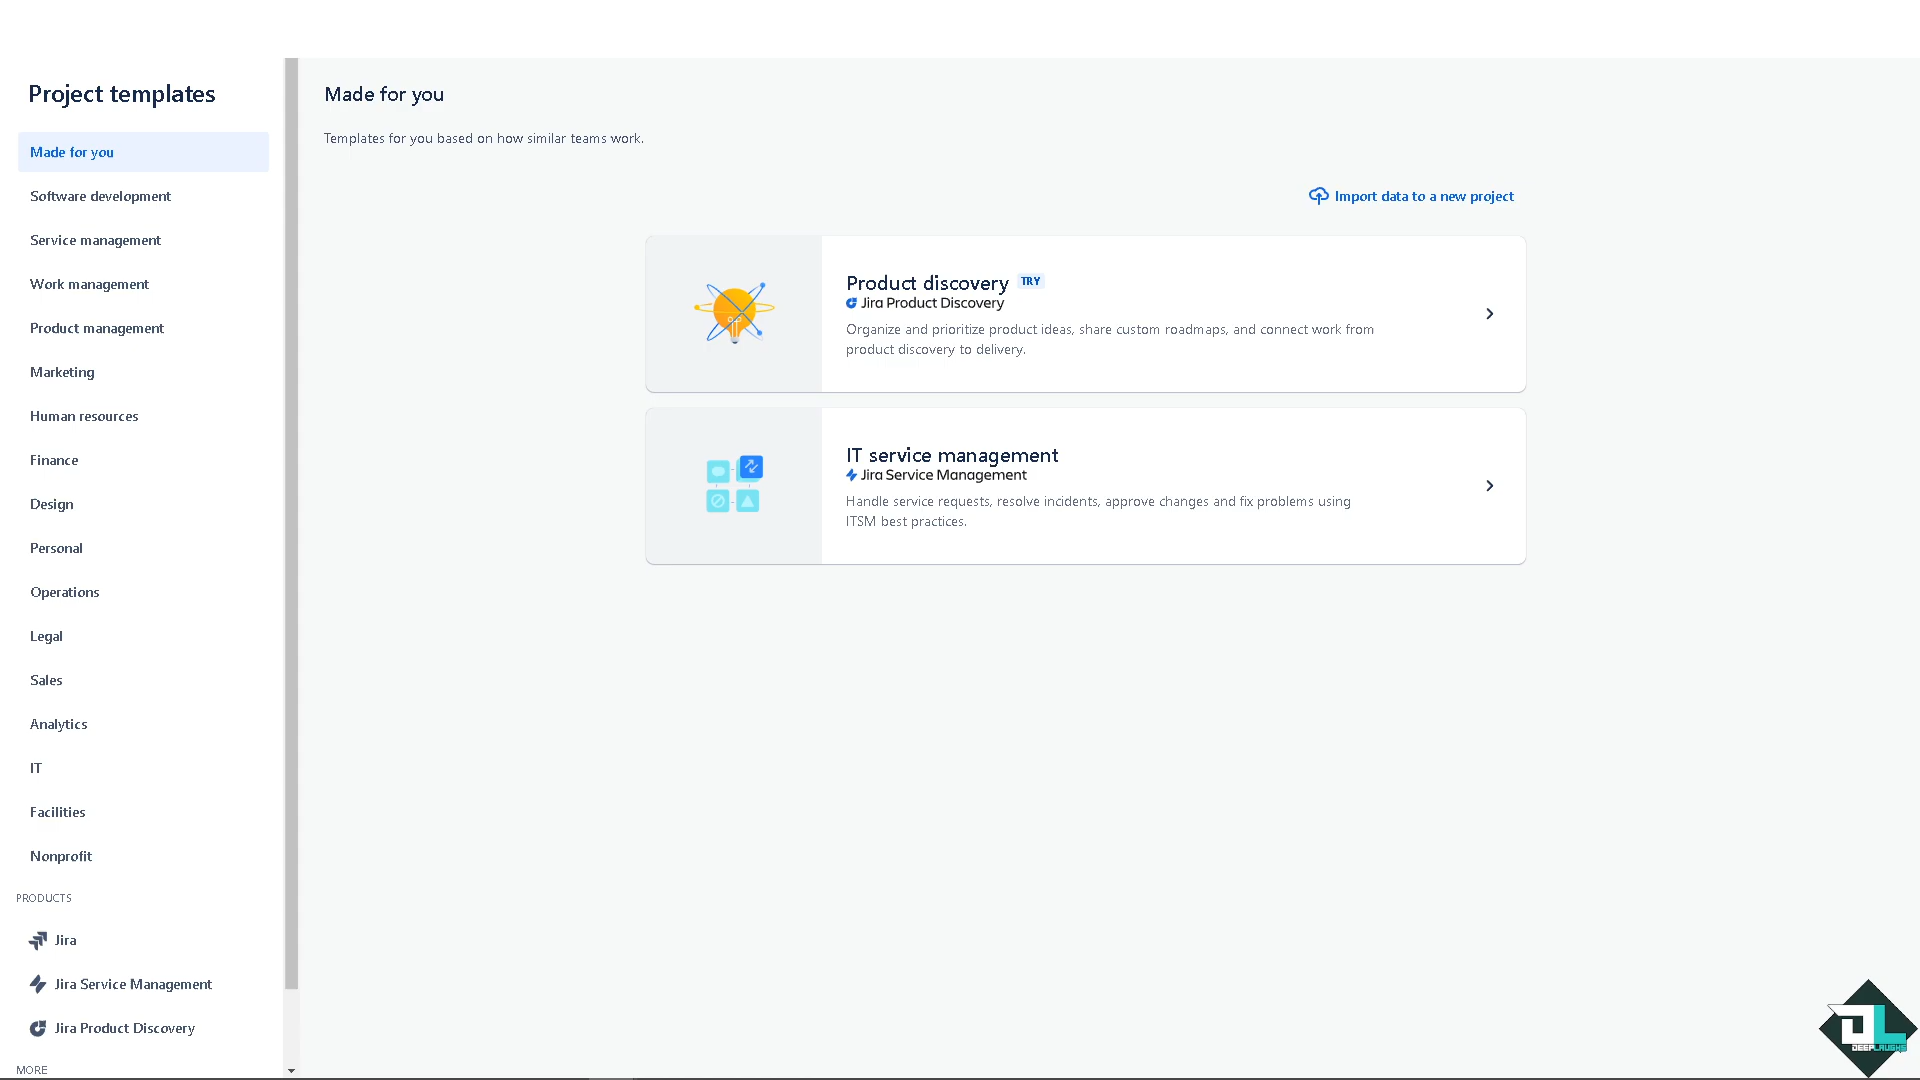 Project templates
Made for you
Software development
Service management
Work management
Product management
Marketing
Human resources
Finance
Design
Personal
Operations
Legal
Sales
Analytics
IT
Facilities
Nonprofit
PRODUCTS
Jira
Jira Service Management
Jira Product Discovery
MORE
Made for you
Templates for you based on how similar teams work.
Import data to a new project
Product discovery TRY
Jira Product Discovery
Organize and prioritize product ideas, share custom roadmaps, and connect work from
product discovery to delivery.
IT service management
Jira Service Management
Handle service requests, resolve incidents, approve changes and fix problems using
ITSM best practices.
DL
DEEPLAUGHS